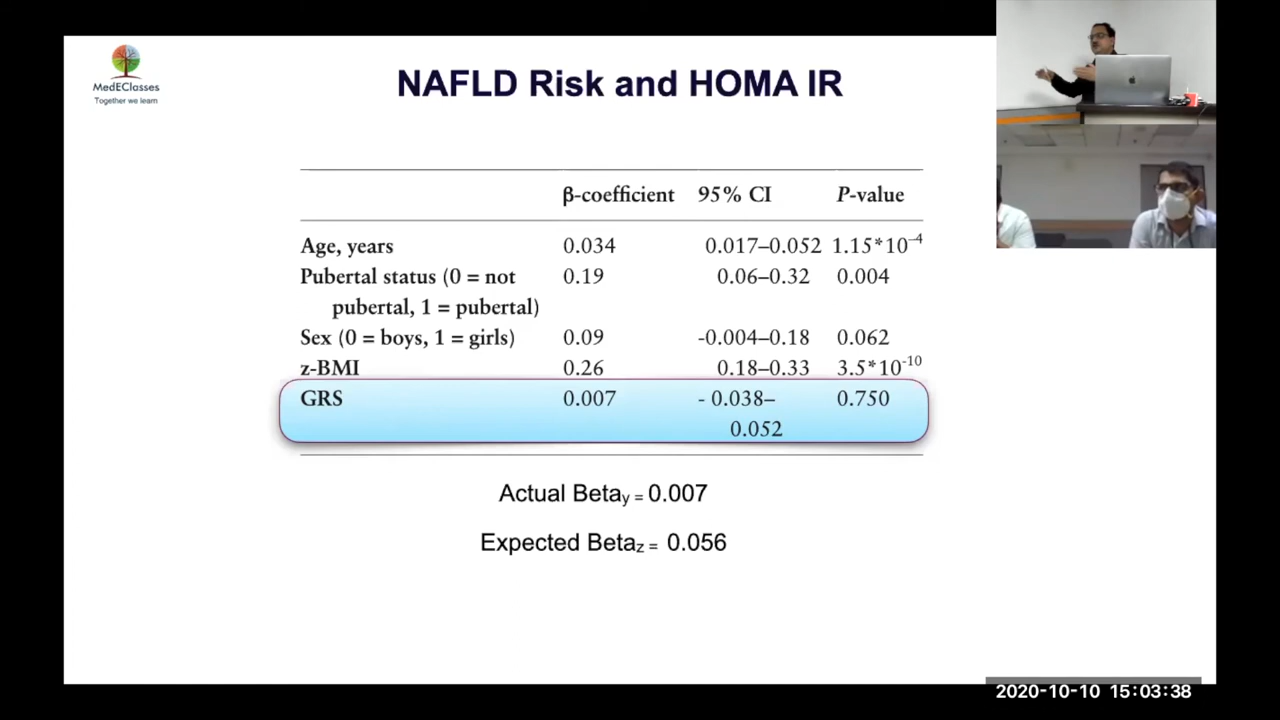 MedEClasses
Together we learn
NAFLD Risk and HOMA IR
β-coefficient 95% CI P-value
Age, years 0.034 0.017–0.052 1.15*10⁻⁴
Pubertal status (0 = not 0.19 0.06–0.32 0.004
pubertal, 1 = pubertal)
Sex (0 = boys, 1 = girls) 0.09 -0.004–0.18 0.062
z-BMI 0.26 0.18–0.33 3.5*10⁻¹⁰
GRS 0.007 - 0.038– 0.750
0.052
Actual Betay = 0.007
Expected Betaz = 0.056
2020-10-10 15:03:38